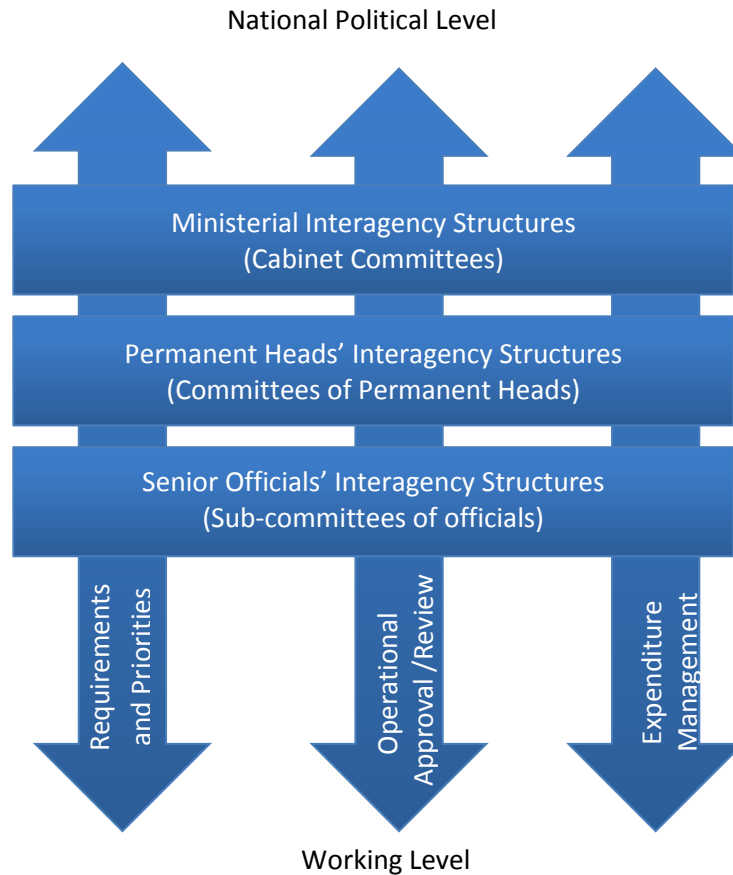 National Political Level
Ministerial Interagency Structures
(Cabinet Committees)
Permanent Heads’ Interagency Structures
(Committees of Permanent Heads)
Senior Officials’ Interagency Structures
(Sub-committees of officials)
Requirements
and Priorities
Operational
Approval /Review
Expenditure
Management
Working Level